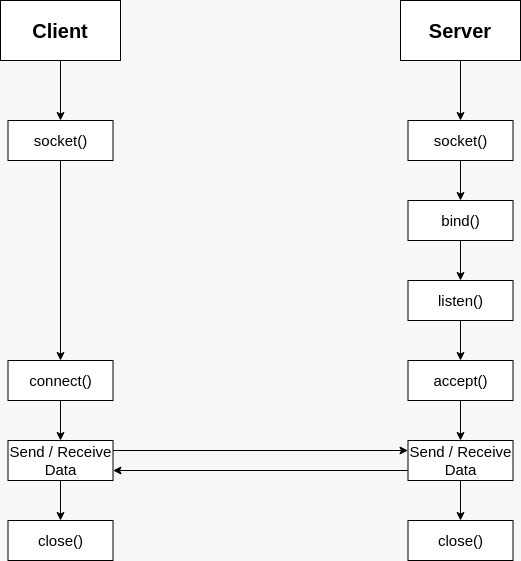 Client
Server
socket()
socket()
bind()
listen()
connect()
accept()
Send / Receive
Data
Send / Receive
Data
close()
close()